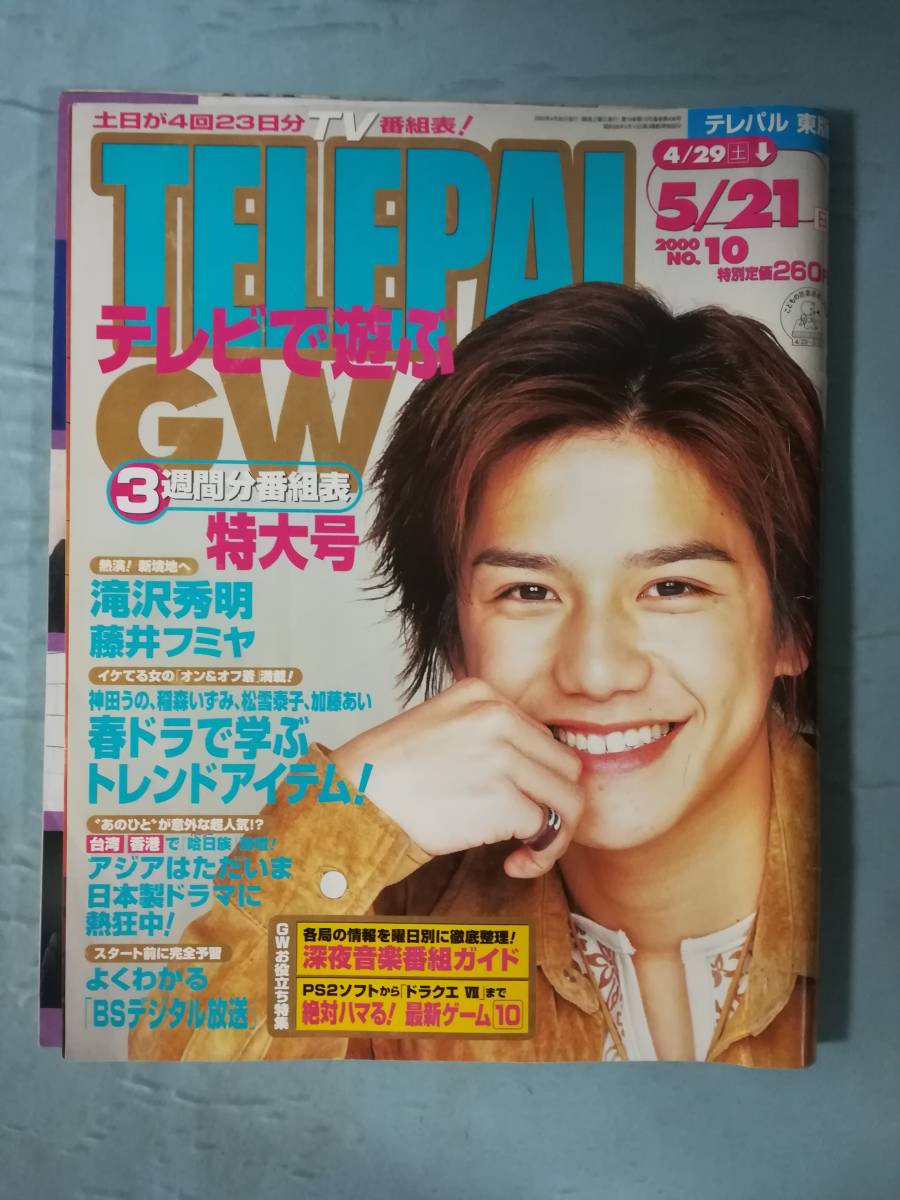 土日が4回23日分TV番組表!
テレパル 東版
TELEPAL
4/29土↓
5/21日
2000
NO.10
特別定価260円
テレビで遊ぶ
GW
3週間分番組表
特大号
熱演!新境地へ
滝沢秀明
藤井フミヤ
イケてる女の「オン&オフ着」満載!
神田うの、稲森いずみ、松雪泰子、加藤あい
春ドラで学ぶ
トレンドアイテム!
"あのひと"が意外な超人気!?
台湾 香港で「哈日族」
アジアはただいま
日本製ドラマに
熱狂中!
スタート前に完全予習
よくわかる
「BSデジタル放送」
GWお役立ち特集
各局の情報を曜日別に徹底整理!
深夜音楽番組ガイド
PS2ソフトから「ドラクエ Ⅶ」まで
絶対ハマる! 最新ゲーム10